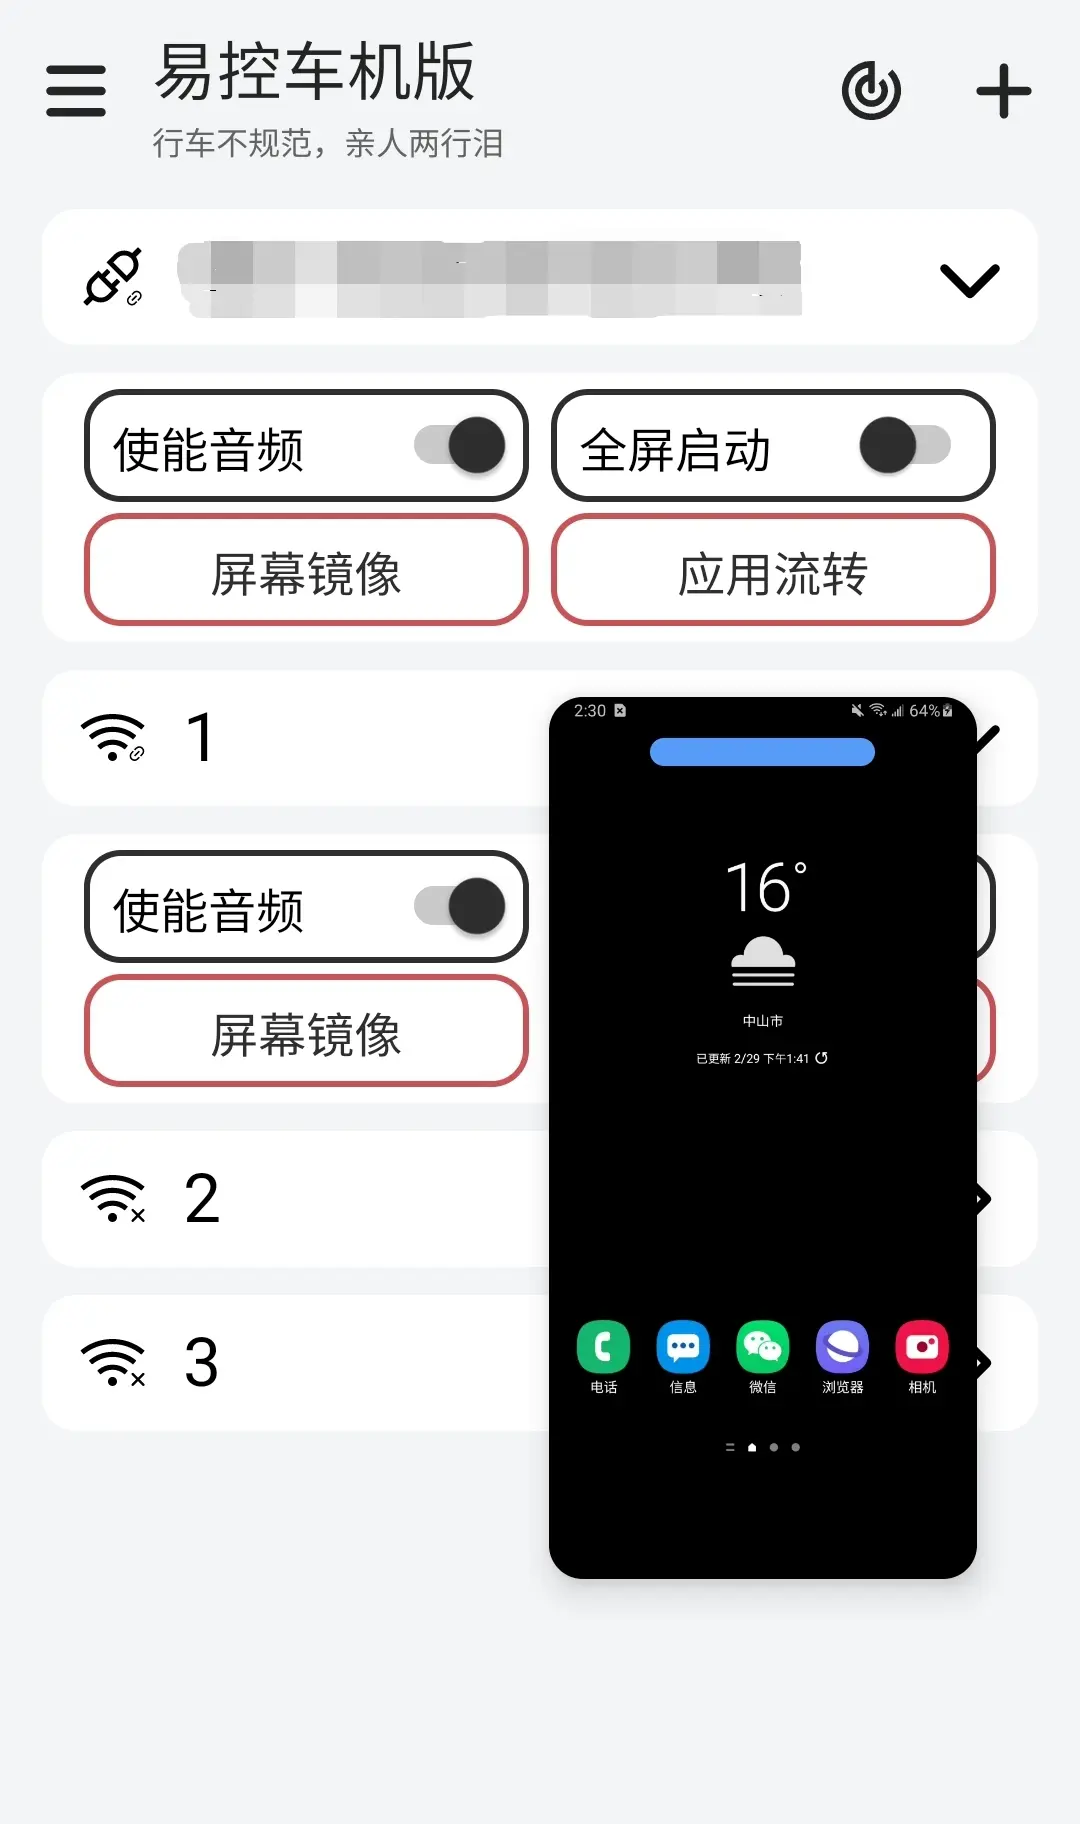 易控车机版
行车不规范，亲人两行泪
使能音频
全屏启动
屏幕镜像
应用流转
1
2:30
64%
16°
中山市
已更新 2/29 下午1:41
使能音频
屏幕镜像
2
3
电话
信息
微信
浏览器
相机